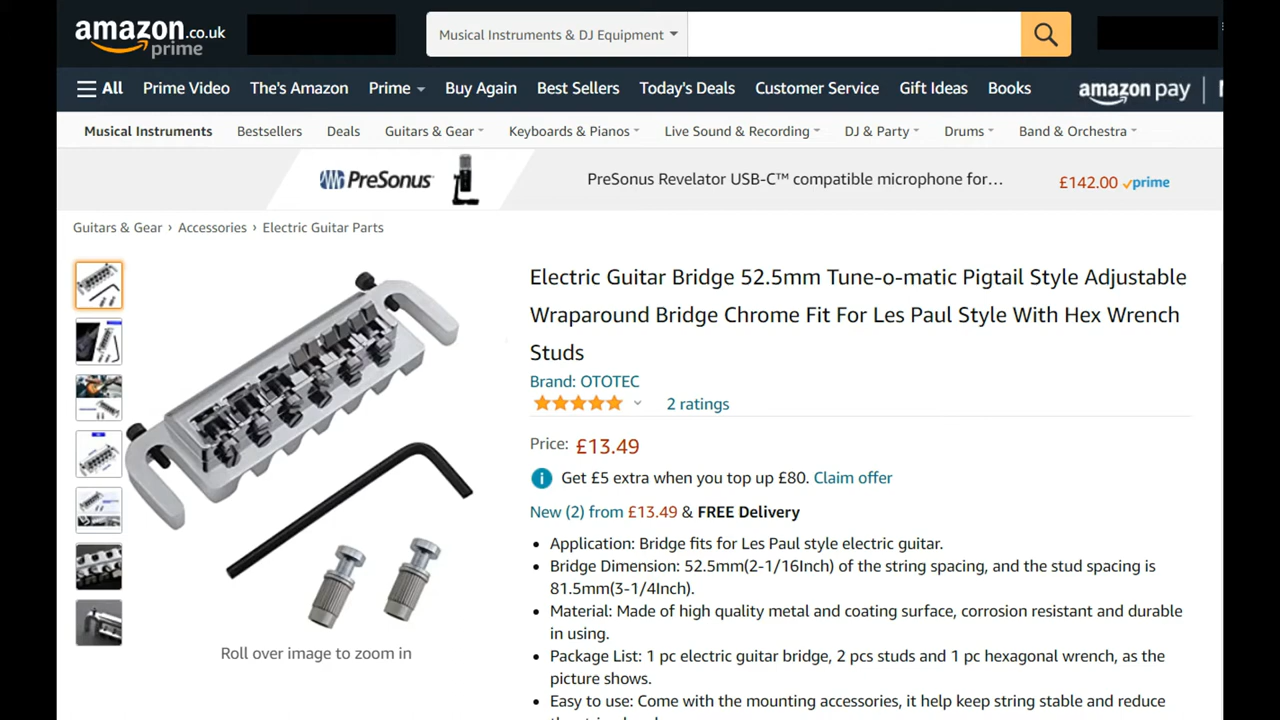 amazon.co.uk
prime
Musical Instruments & DJ Equipment
All Prime Video The's Amazon Prime Buy Again Best Sellers Today's Deals Customer Service Gift Ideas Books amazon pay
Musical Instruments Bestsellers Deals Guitars & Gear Keyboards & Pianos Live Sound & Recording DJ & Party Drums Band & Orchestra
PreSonus PreSonus Revelator USB-C™ compatible microphone for… £142.00 prime
Guitars & Gear › Accessories › Electric Guitar Parts
Electric Guitar Bridge 52.5mm Tune-o-matic Pigtail Style Adjustable
Wraparound Bridge Chrome Fit For Les Paul Style With Hex Wrench
Studs
Brand: OTOTEC
2 ratings
Price: £13.49
i Get £5 extra when you top up £80. Claim offer
New (2) from £13.49 & FREE Delivery
• Application: Bridge fits for Les Paul style electric guitar.
• Bridge Dimension: 52.5mm(2-1/16Inch) of the string spacing, and the stud spacing is
81.5mm(3-1/4Inch).
• Material: Made of high quality metal and coating surface, corrosion resistant and durable
in using.
• Package List: 1 pc electric guitar bridge, 2 pcs studs and 1 pc hexagonal wrench, as the
picture shows.
• Easy to use: Come with the mounting accessories, it help keep string stable and reduce
Roll over image to zoom in